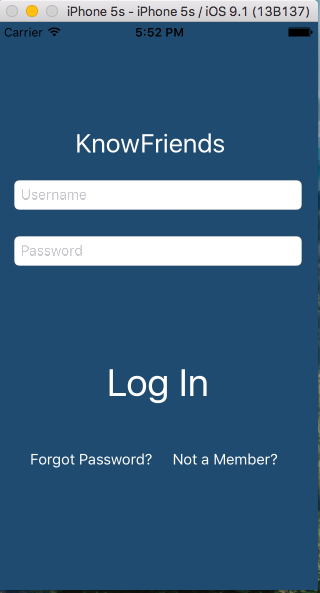 iPhone 5s - iPhone 5s / iOS 9.1 (13B137)
Carrier 5:52 PM
KnowFriends
Username
Password
Log In
Forgot Password? Not a Member?